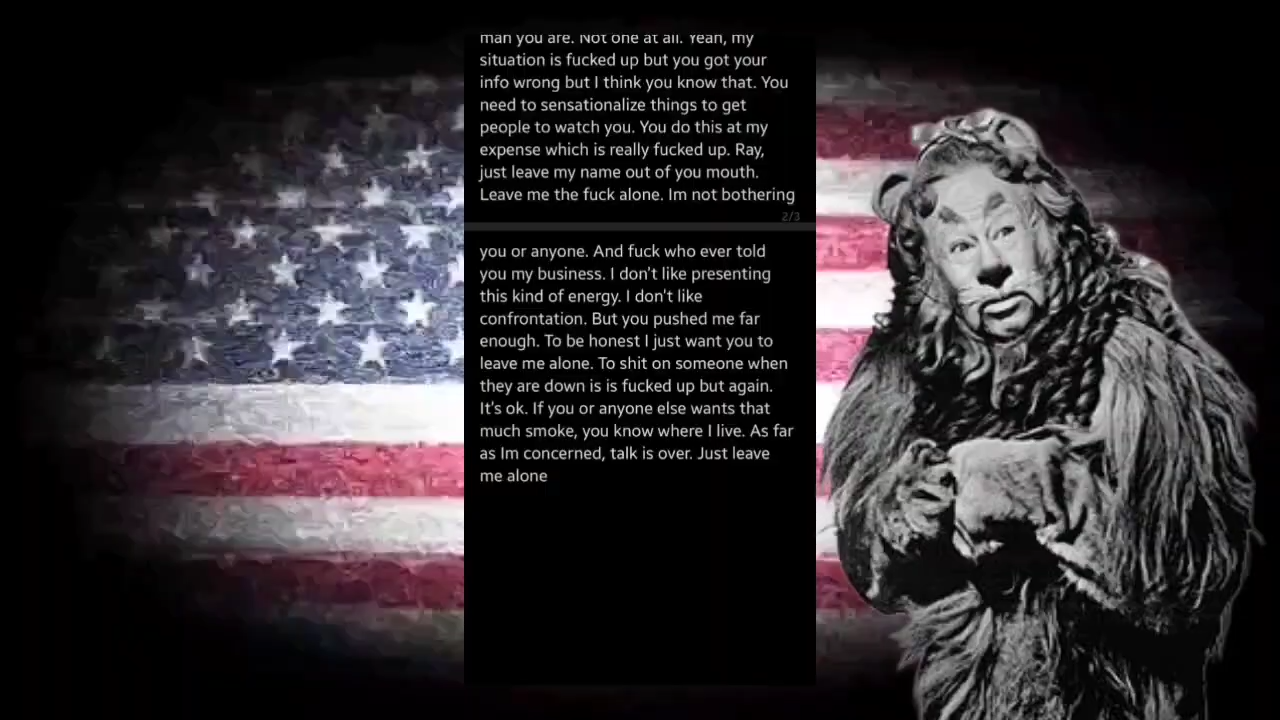 man you are. Not one at all. Yeah, my
situation is fucked up but you got your
info wrong but I think you know that. You
need to sensationalize things to get
people to watch you. You do this at my
expense which is really fucked up. Ray,
just leave my name out of you mouth.
Leave me the fuck alone. Im not bothering
2/3
you or anyone. And fuck who ever told
you my business. I don't like presenting
this kind of energy. I don't like
confrontation. But you pushed me far
enough. To be honest I just want you to
leave me alone. To shit on someone when
they are down is is fucked up but again.
It's ok. If you or anyone else wants that
much smoke, you know where I live. As far
as Im concerned, talk is over. Just leave
me alone